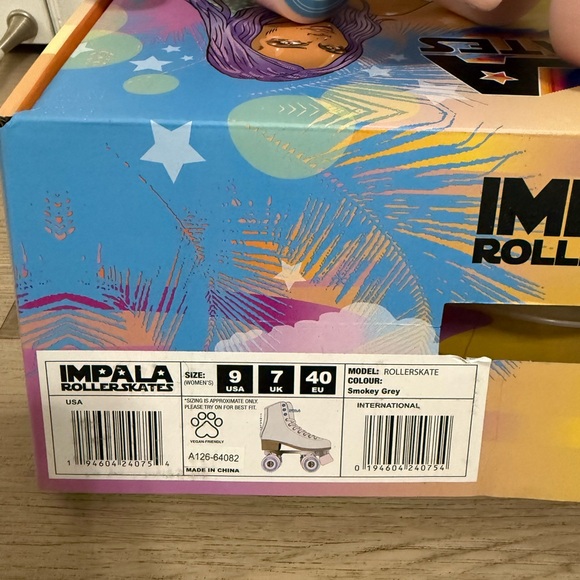 IMPALA
ROLLERSKATES
SIZE:
(WOMEN'S)
9
USA
7
UK
40
EU
MODEL: ROLLERSKATE
COLOUR:
Smokey Grey
USA
*SIZING IS APPROXIMATE ONLY
PLEASE TRY ON FOR BEST FIT.
VEGAN FRIENDLY
A126-64082
MADE IN CHINA
INTERNATIONAL
1 94604 24075 4
0 194604 240754